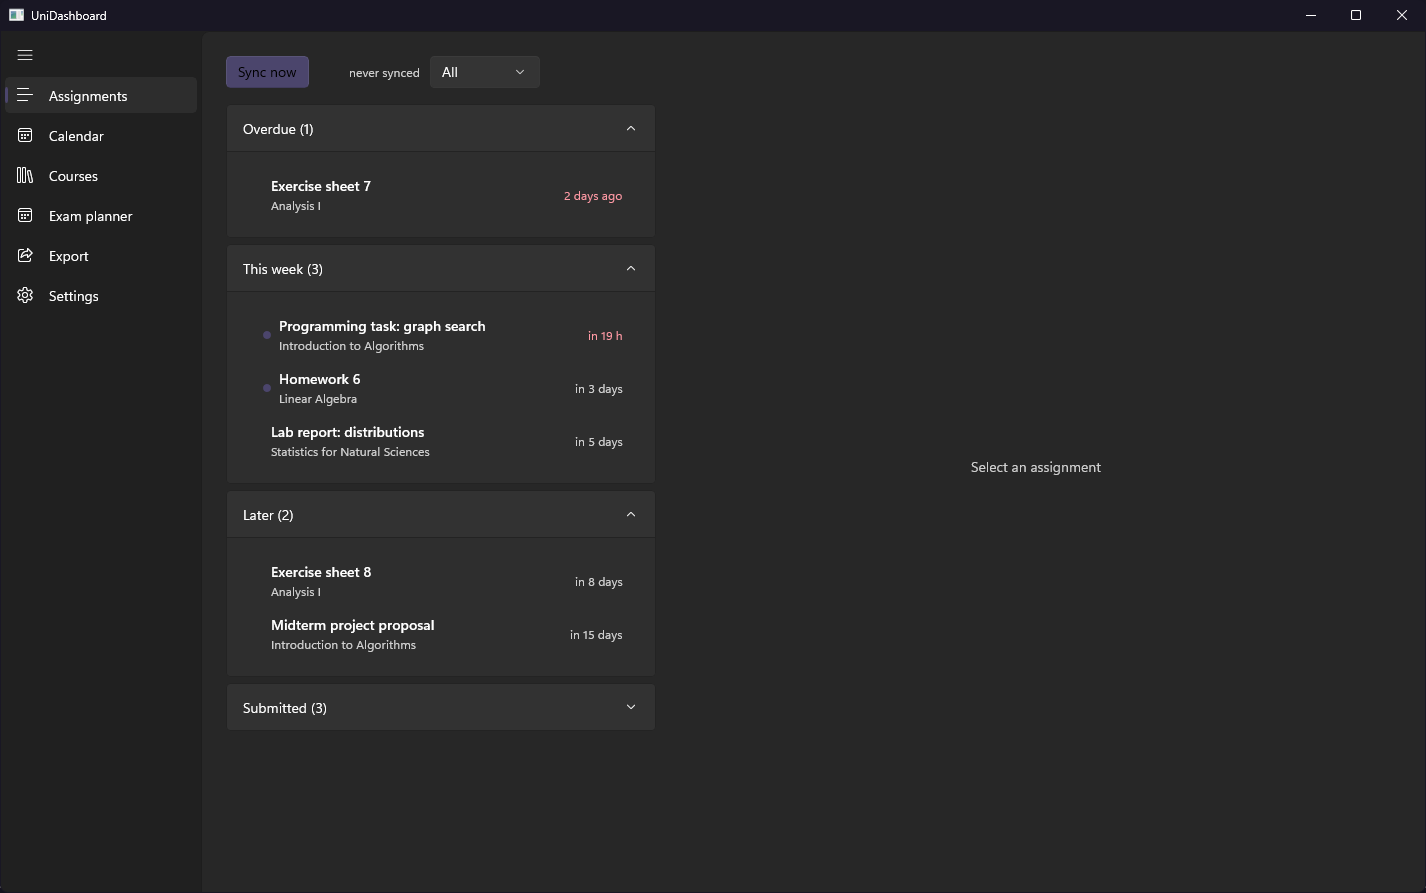 UniDashboard
Assignments
Calendar
Courses
Exam planner
Export
Settings
Sync now
never synced
All
Overdue (1)
Exercise sheet 7
Analysis I
2 days ago
This week (3)
Programming task: graph search
Introduction to Algorithms
in 19 h
Homework 6
Linear Algebra
in 3 days
Lab report: distributions
Statistics for Natural Sciences
in 5 days
Later (2)
Exercise sheet 8
Analysis I
in 8 days
Midterm project proposal
Introduction to Algorithms
in 15 days
Submitted (3)
Select an assignment